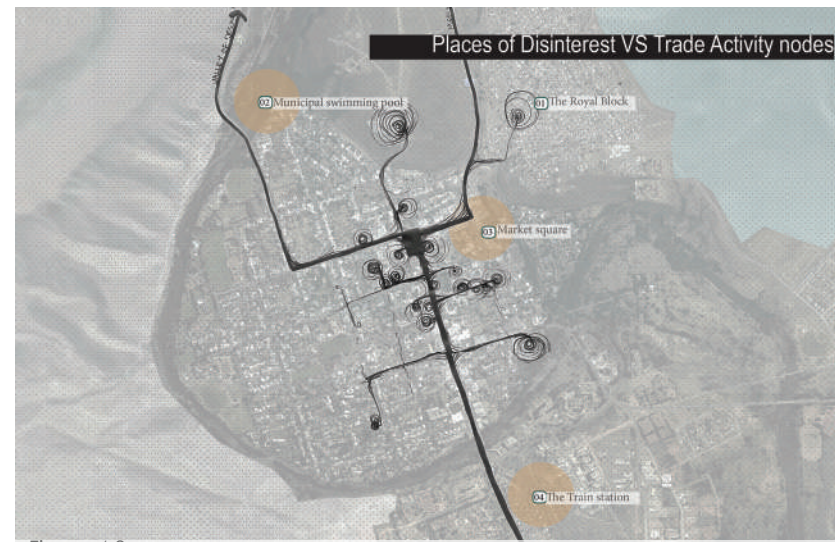 Places of Disinterest VS Trade Activity nodes
02 Municipal swimming pool
01 The Royal Block
03 Market square
04 The Train station